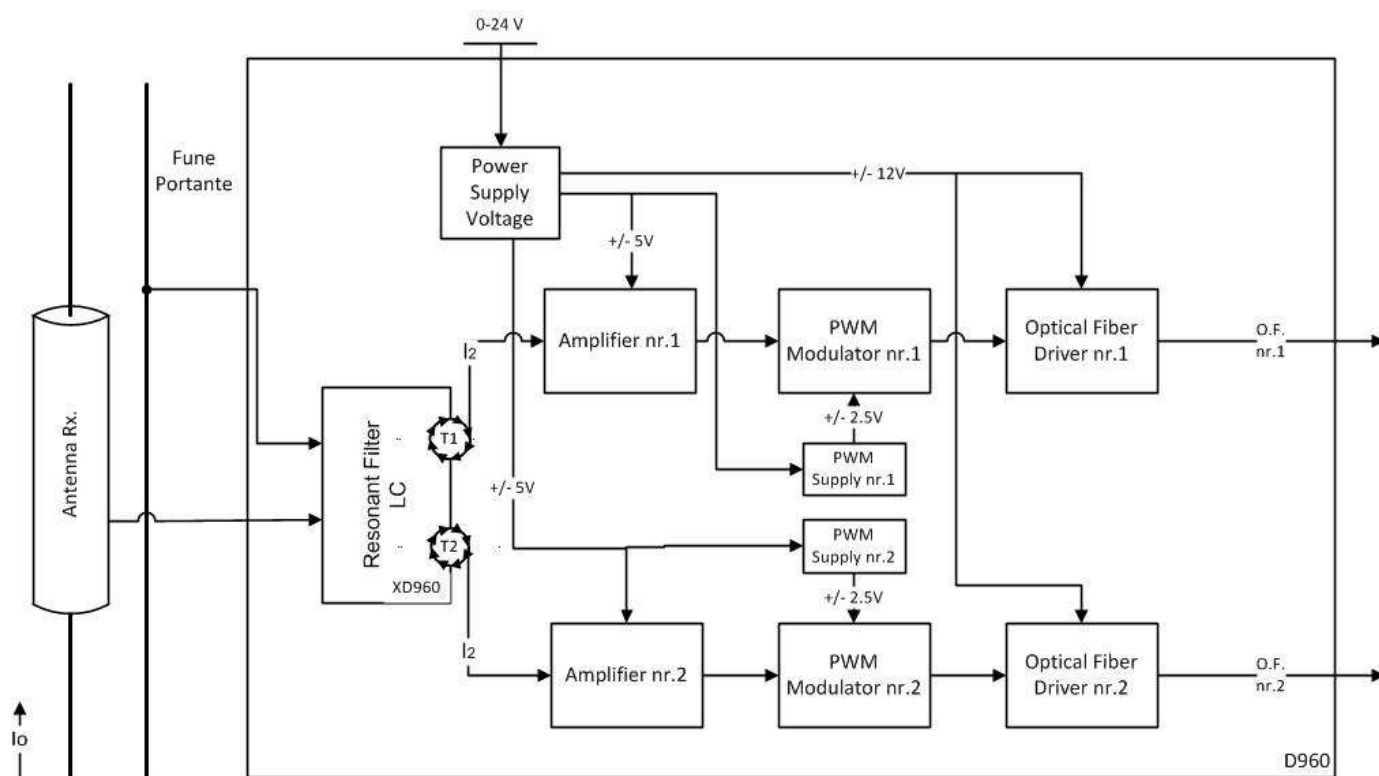 0-24 V
Fune
Portante
Power
Supply
Voltage
+/- 12V
+/- 5V
Amplifier nr.1
PWM
Modulator nr.1
Optical Fiber
Driver nr.1
O.F.
nr.1
I2
+/- 2.5V
PWM
Supply nr.1
Antenna Rx.
Resonant Filter
LC
T1
T2
XD960
+/- 5V
PWM
Supply nr.2
+/- 2.5V
I2
Amplifier nr.2
PWM
Modulator nr.2
Optical Fiber
Driver nr.2
O.F.
nr.2
Io
D960